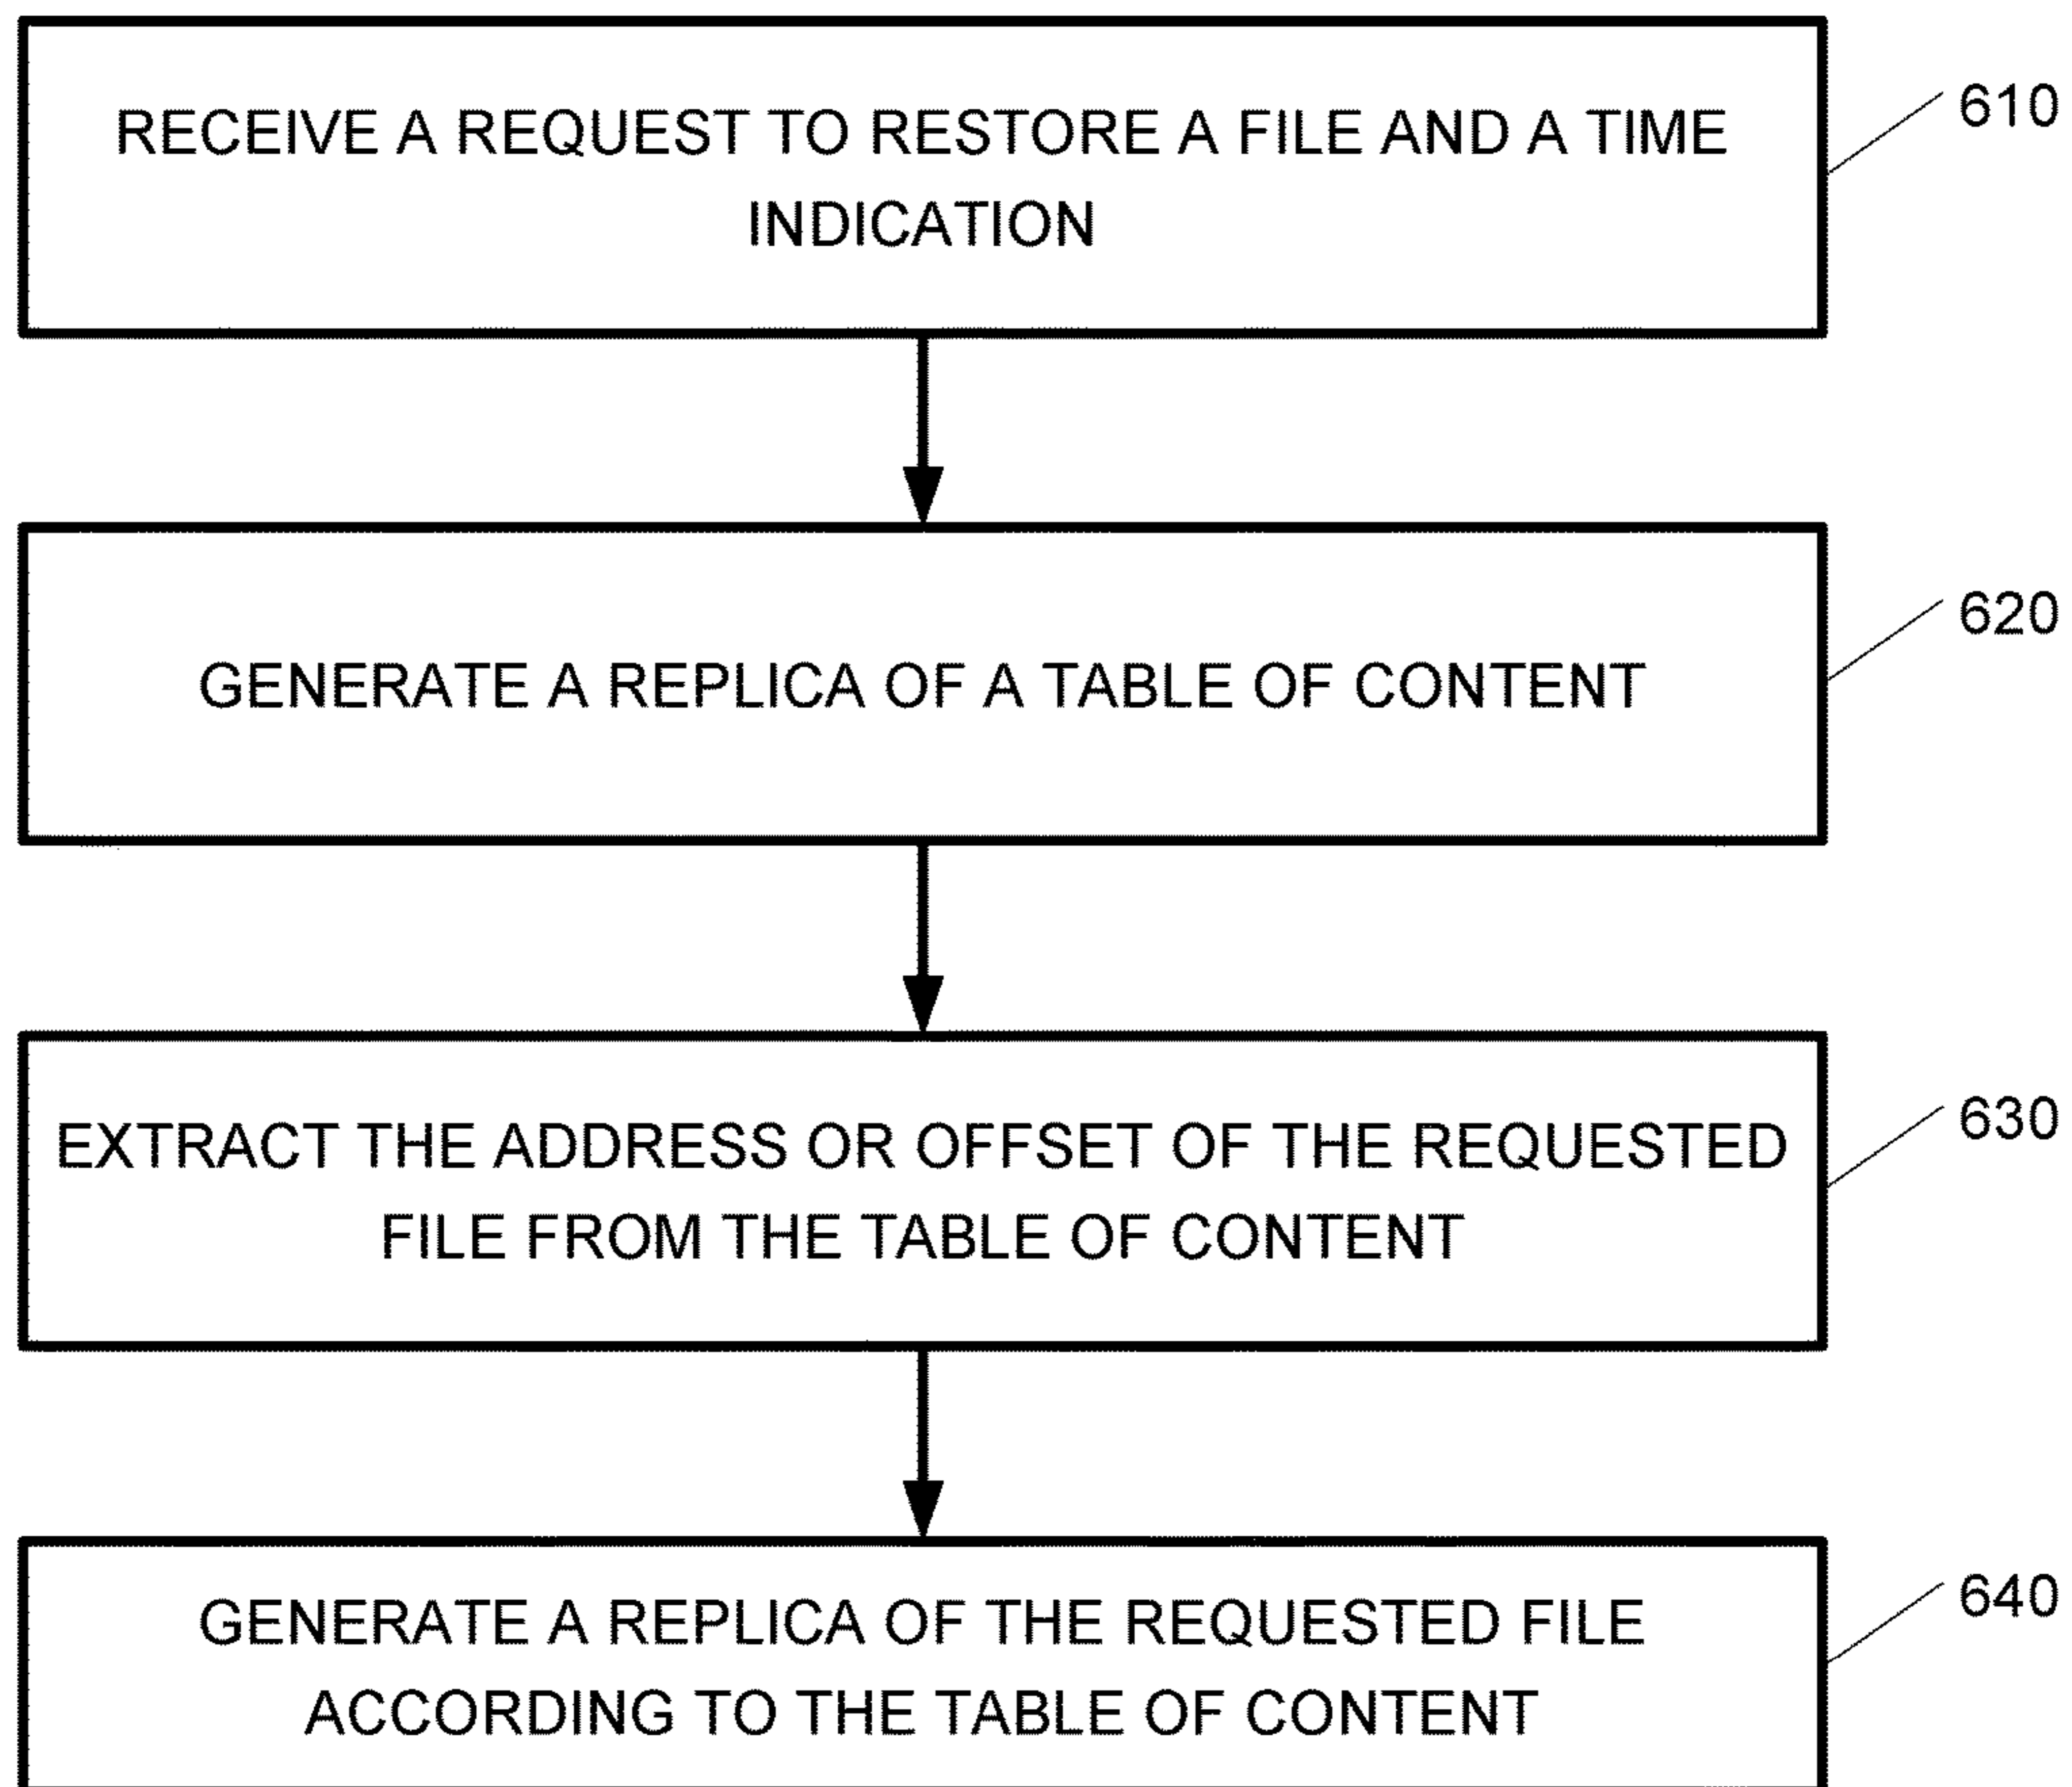 RECEIVE A REQUEST TO RESTORE A FILE AND A TIME
INDICATION
610
GENERATE A REPLICA OF A TABLE OF CONTENT
620
EXTRACT THE ADDRESS OR OFFSET OF THE REQUESTED
FILE FROM THE TABLE OF CONTENT
630
GENERATE A REPLICA OF THE REQUESTED FILE
ACCORDING TO THE TABLE OF CONTENT
640